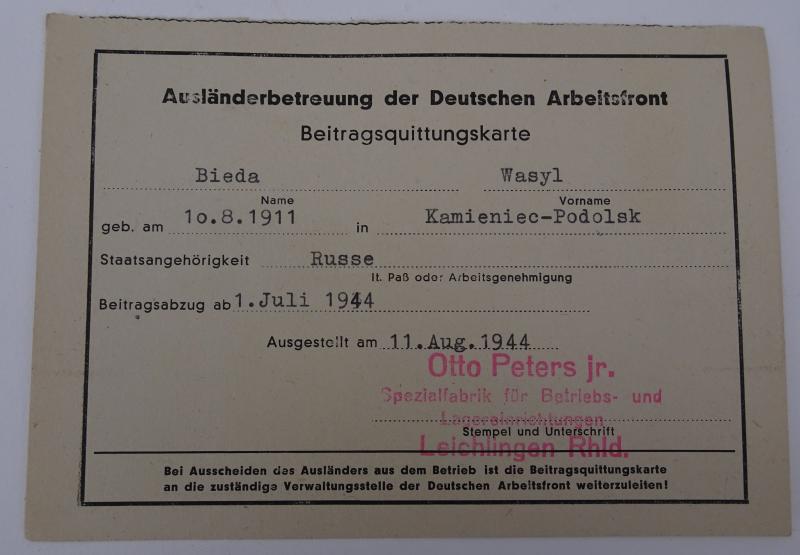 Ausländerbetreuung der Deutschen Arbeitsfront
Beitragsquittungskarte
Bieda Wasyl
Name Vorname
geb. am 1o.8.1911 in Kamieniec-Podolsk
Staatsangehörigkeit Russe
lt. Paß oder Arbeitsgenehmigung
Beitragsabzug ab 1.Juli 1944
Ausgestellt am 11.Aug.1944
Otto Peters jr.
Spezialfabrik für Betriebs- und
Lagereinrichtungen
Stempel und Unterschrift
Leichlingen Rhld.
Bei Ausscheiden des Ausländers aus dem Betrieb ist die Beitragsquittungskarte
an die zuständige Verwaltungsstelle der Deutschen Arbeitsfront weiterzuleiten!